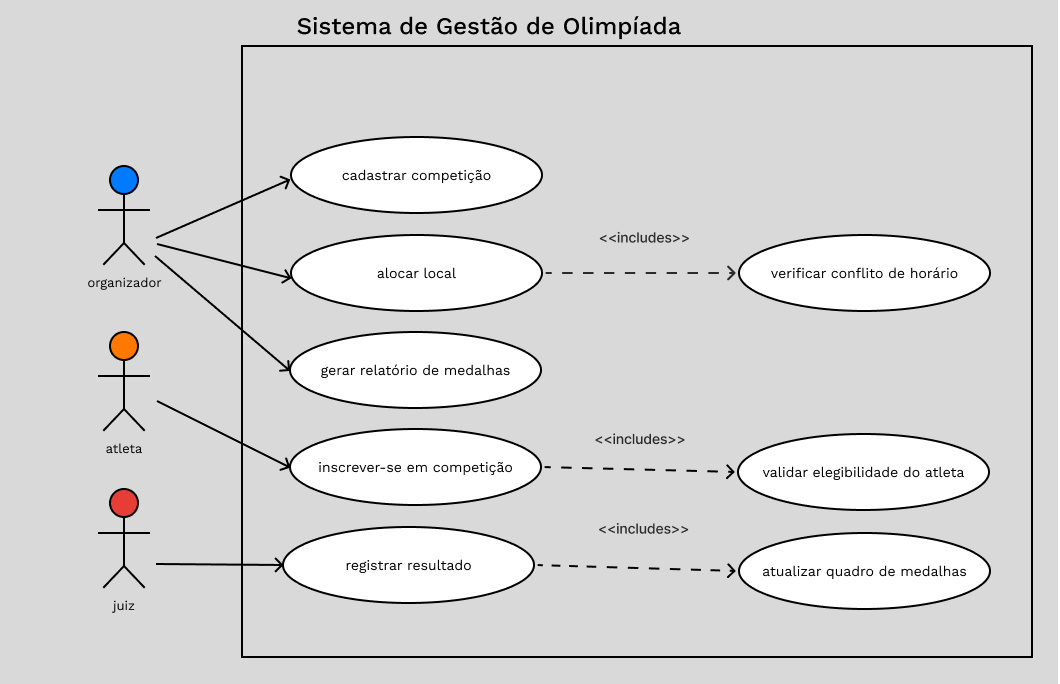 Sistema de Gestão de Olimpíada
cadastrar competição
organizador
alocar local
<<includes>>
verificar conflito de horário
gerar relatório de medalhas
atleta
inscrever-se em competição
<<includes>>
validar elegibilidade do atleta
juiz
registrar resultado
<<includes>>
atualizar quadro de medalhas